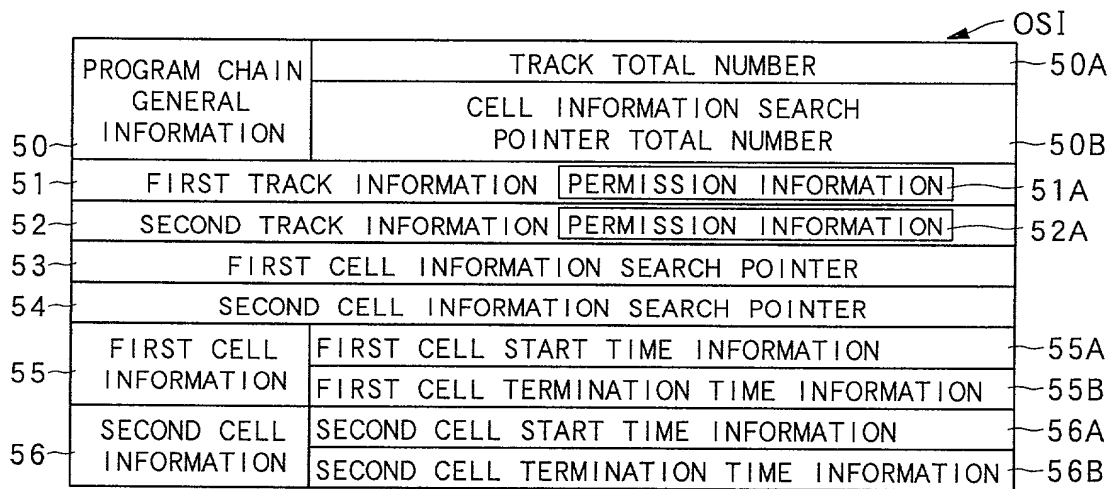 OSI
PROGRAM CHAIN
GENERAL
INFORMATION
50
TRACK TOTAL NUMBER
50A
CELL INFORMATION SEARCH
POINTER TOTAL NUMBER
50B
51
FIRST TRACK INFORMATION PERMISSION INFORMATION
51A
52
SECOND TRACK INFORMATION PERMISSION INFORMATION
52A
53
FIRST CELL INFORMATION SEARCH POINTER
54
SECOND CELL INFORMATION SEARCH POINTER
55
FIRST CELL
INFORMATION
FIRST CELL START TIME INFORMATION
55A
FIRST CELL TERMINATION TIME INFORMATION
55B
56
SECOND CELL
INFORMATION
SECOND CELL START TIME INFORMATION
56A
SECOND CELL TERMINATION TIME INFORMATION
56B